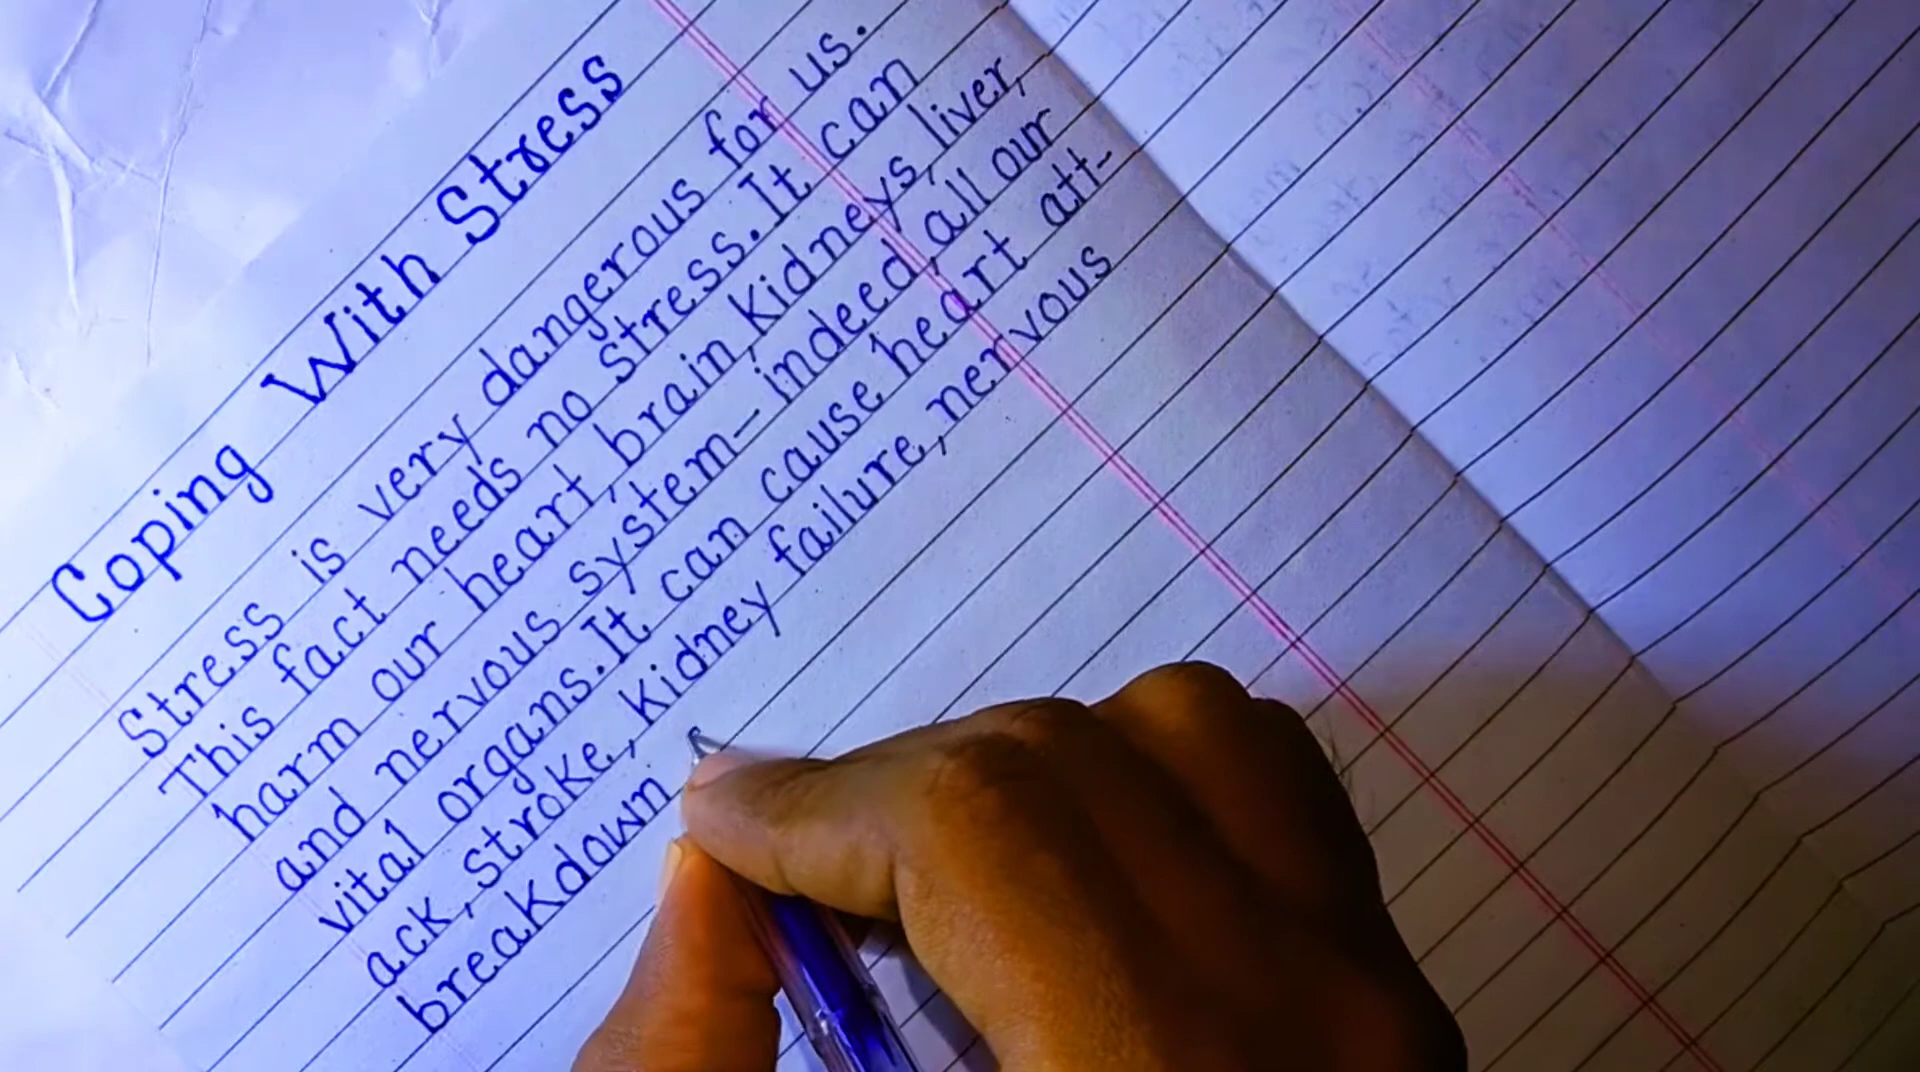 Coping With Stress
Stress is very dangerous for us.
This fact needs no stress. It can
harm our heart, brain, kidneys, liver,
and nervous system— indeed, all our
vital organs. It can cause heart att-
ack, stroke, kidney failure, nervous
breakdown